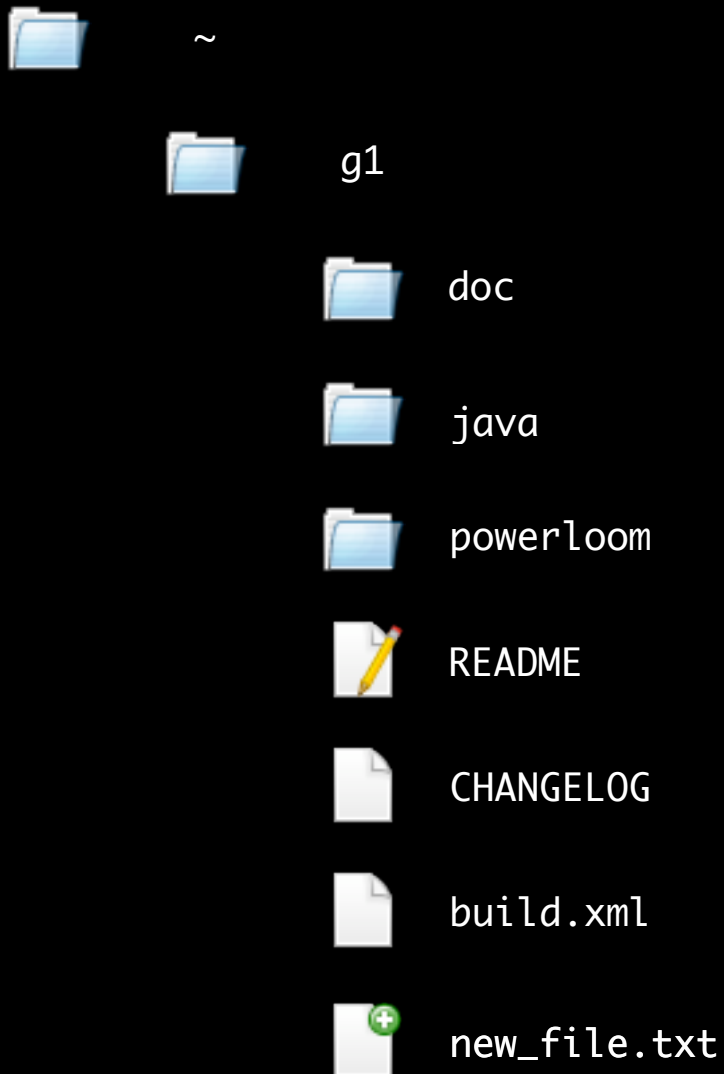 ~
g1
doc
java
powerloom
README
CHANGELOG
build.xml
new_file.txt